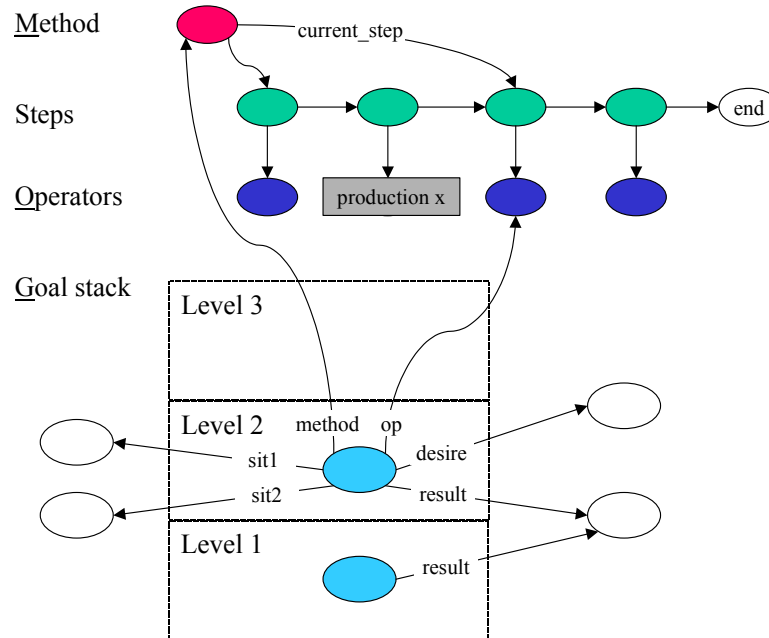 Method
current_step
Steps
end
Operators
production x
Goal stack
Level 3
Level 2
method op
sit1
desire
sit2
result
Level 1
result